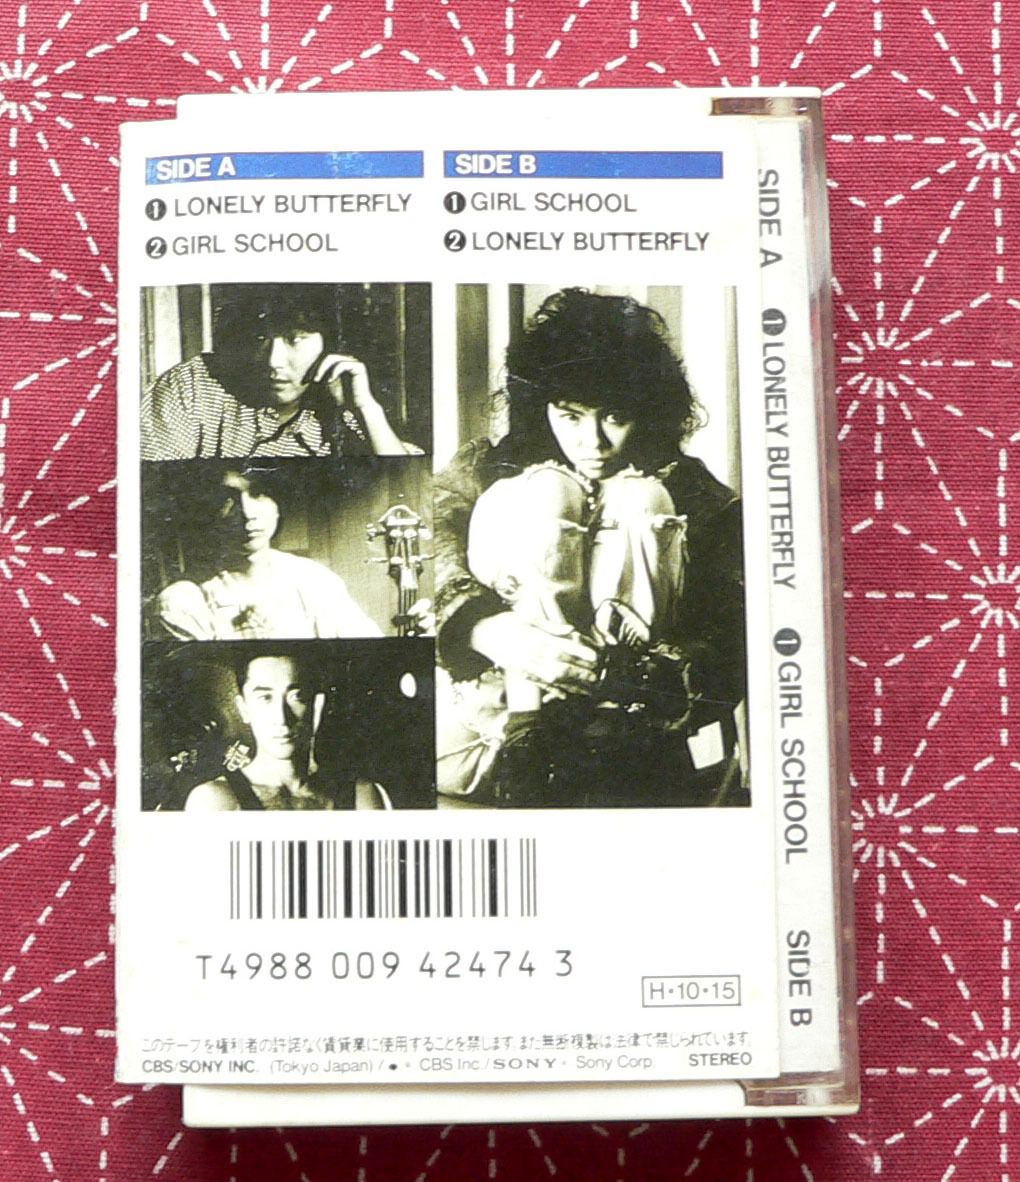 SIDE A
❶ LONELY BUTTERFLY
❷ GIRL SCHOOL
SIDE B
❶ GIRL SCHOOL
❷ LONELY BUTTERFLY
T4988 009 42474 3
H・10・15
このテープを権利者の許諾なく賃貸業に使用することを禁じます。また無断複製は法律で禁じられています。
CBS/SONY INC. (Tokyo Japan) / ● ◦ CBS Inc./SONY ◦ Sony Corp. STEREO
SIDE A ❶ LONELY BUTTERFLY ❶ GIRL SCHOOL SIDE B